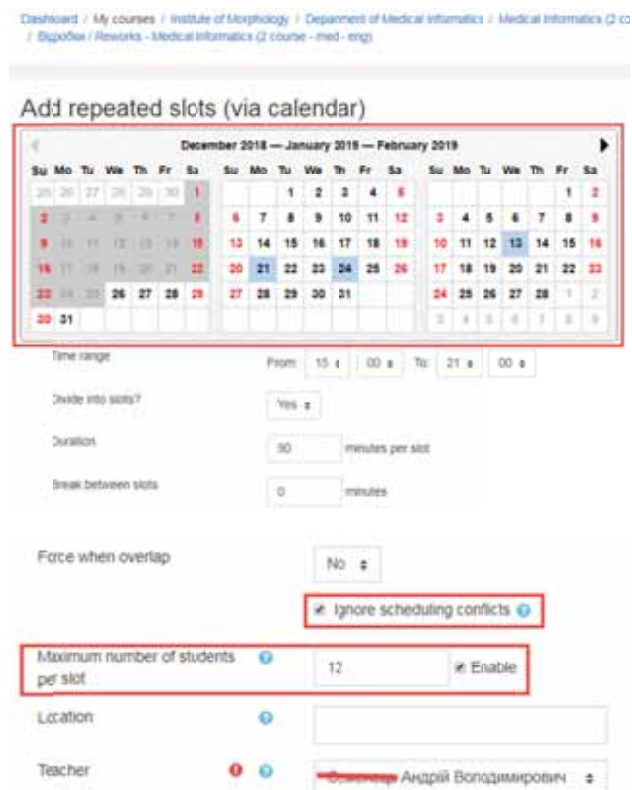 Dashboard / My courses / Institute of Morphology / Department of Medical Informatics / Medical Informatics (2 co
/ Відробки / Reworks - Medical Informatics (2 course - med - eng)
Add repeated slots (via calendar)
December 2018 — January 2019 — February 2019
Su Mo Tu We Th Fr Sa Su Mo Tu We Th Fr Sa Su Mo Tu We Th Fr Sa
25 26 27 28 29 30 1 1 2 3 4 5 1 2
2 3 4 5 6 7 8 6 7 8 9 10 11 12 3 4 5 6 7 8 9
9 10 11 12 13 14 15 13 14 15 16 17 18 19 10 11 12 13 14 15 16
16 17 18 19 20 21 22 20 21 22 23 24 25 26 17 18 19 20 21 22 23
23 24 25 26 27 28 29 27 28 29 30 31 24 25 26 27 28 1 2
30 31 3 4 5 6 7 8 9
Time range From: 15 00 To: 21 00
Divide into slots? Yes
Duration 90 minutes per slot
Break between slots 0 minutes
Force when overlap No
Ignore scheduling conflicts
Maximum number of students 12 Enable
per slot
Location
Teacher Андрій Володимирович